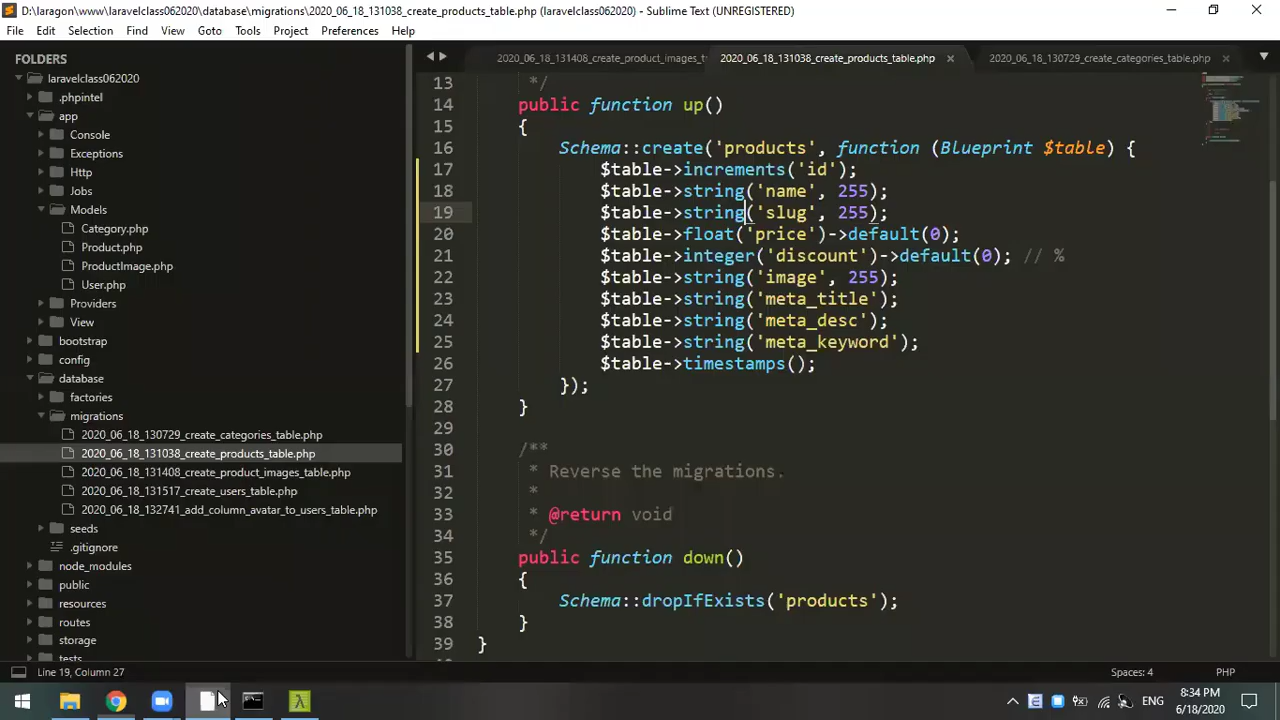 D:\laragon\www\laravelclass062020\database\migrations\2020_06_18_131038_create_products_table.php (laravelclass062020) - Sublime Text (UNREGISTERED)
File Edit Selection Find View Goto Tools Project Preferences Help
FOLDERS
laravelclass062020
.phpintel
app
Console
Exceptions
Http
Jobs
Models
Category.php
Product.php
ProductImage.php
User.php
Providers
View
bootstrap
config
database
factories
migrations
2020_06_18_130729_create_categories_table.php
2020_06_18_131038_create_products_table.php
2020_06_18_131408_create_product_images_table.php
2020_06_18_131517_create_users_table.php
2020_06_18_132741_add_column_avatar_to_users_table.php
seeds
.gitignore
node_modules
public
resources
routes
storage
tests
2020_06_18_131408_create_product_images_t 2020_06_18_131038_create_products_table.php 2020_06_18_130729_create_categories_table.php
13 */
14 public function up()
15 {
16 Schema::create('products', function (Blueprint $table) {
17 $table->increments('id');
18 $table->string('name', 255);
19 $table->string('slug', 255);
20 $table->float('price')->default(0);
21 $table->integer('discount')->default(0); // %
22 $table->string('image', 255);
23 $table->string('meta_title');
24 $table->string('meta_desc');
25 $table->string('meta_keyword');
26 $table->timestamps();
27 });
28 }
29
30 /**
31 * Reverse the migrations.
32 *
33 * @return void
34 */
35 public function down()
36 {
37 Schema::dropIfExists('products');
38 }
39 }
Line 19, Column 27 Spaces: 4 PHP
ENG
8:34 PM
6/18/2020